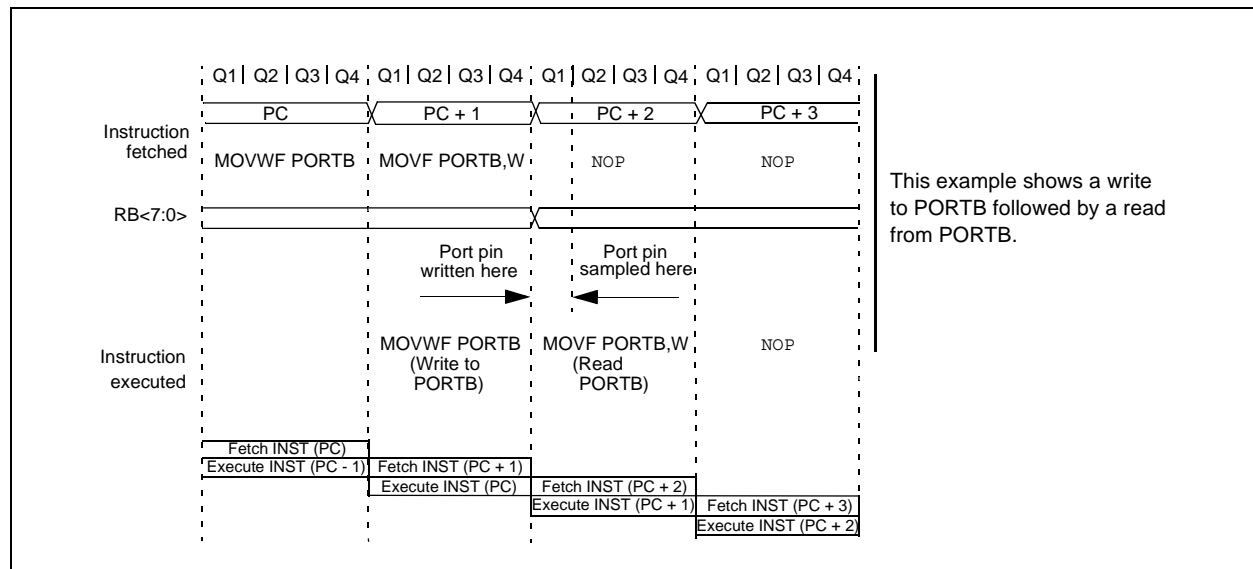 Q1 | Q2 | Q3 | Q4 Q1 | Q2 | Q3 | Q4 Q1 | Q2 | Q3 | Q4 Q1 | Q2 | Q3 | Q4
PC PC + 1 PC + 2 PC + 3
Instruction
fetched
MOVWF PORTB MOVF PORTB,W NOP NOP
RB<7:0>
This example shows a write
to PORTB followed by a read
from PORTB.
Port pin
written here
Port pin
sampled here
Instruction
executed
MOVWF PORTB
(Write to
PORTB)
MOVF PORTB,W
(Read
PORTB)
NOP
Fetch INST (PC)
Execute INST (PC - 1) Fetch INST (PC + 1)
Execute INST (PC) Fetch INST (PC + 2)
Execute INST (PC + 1) Fetch INST (PC + 3)
Execute INST (PC + 2)